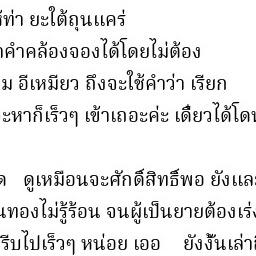 ท่า ยะใต้ถุนแคร่
คำคล้องจองได้โดยไม่ต้อง
ม อีเหมียว ถึงจะใช้คำว่า เรียก
ะหาก็เร็วๆ เข้าเถอะค่ะ เดี๋ยวได้โดน
ด ดูเหมือนจะศักดิ์สิทธิ์พอ ยังและ
นทองไม่รู้ร้อน จนผู้เป็นยายต้องเร่ง
รีบไปเร็วๆ หน่อย เออ ยังงั้นเล่า